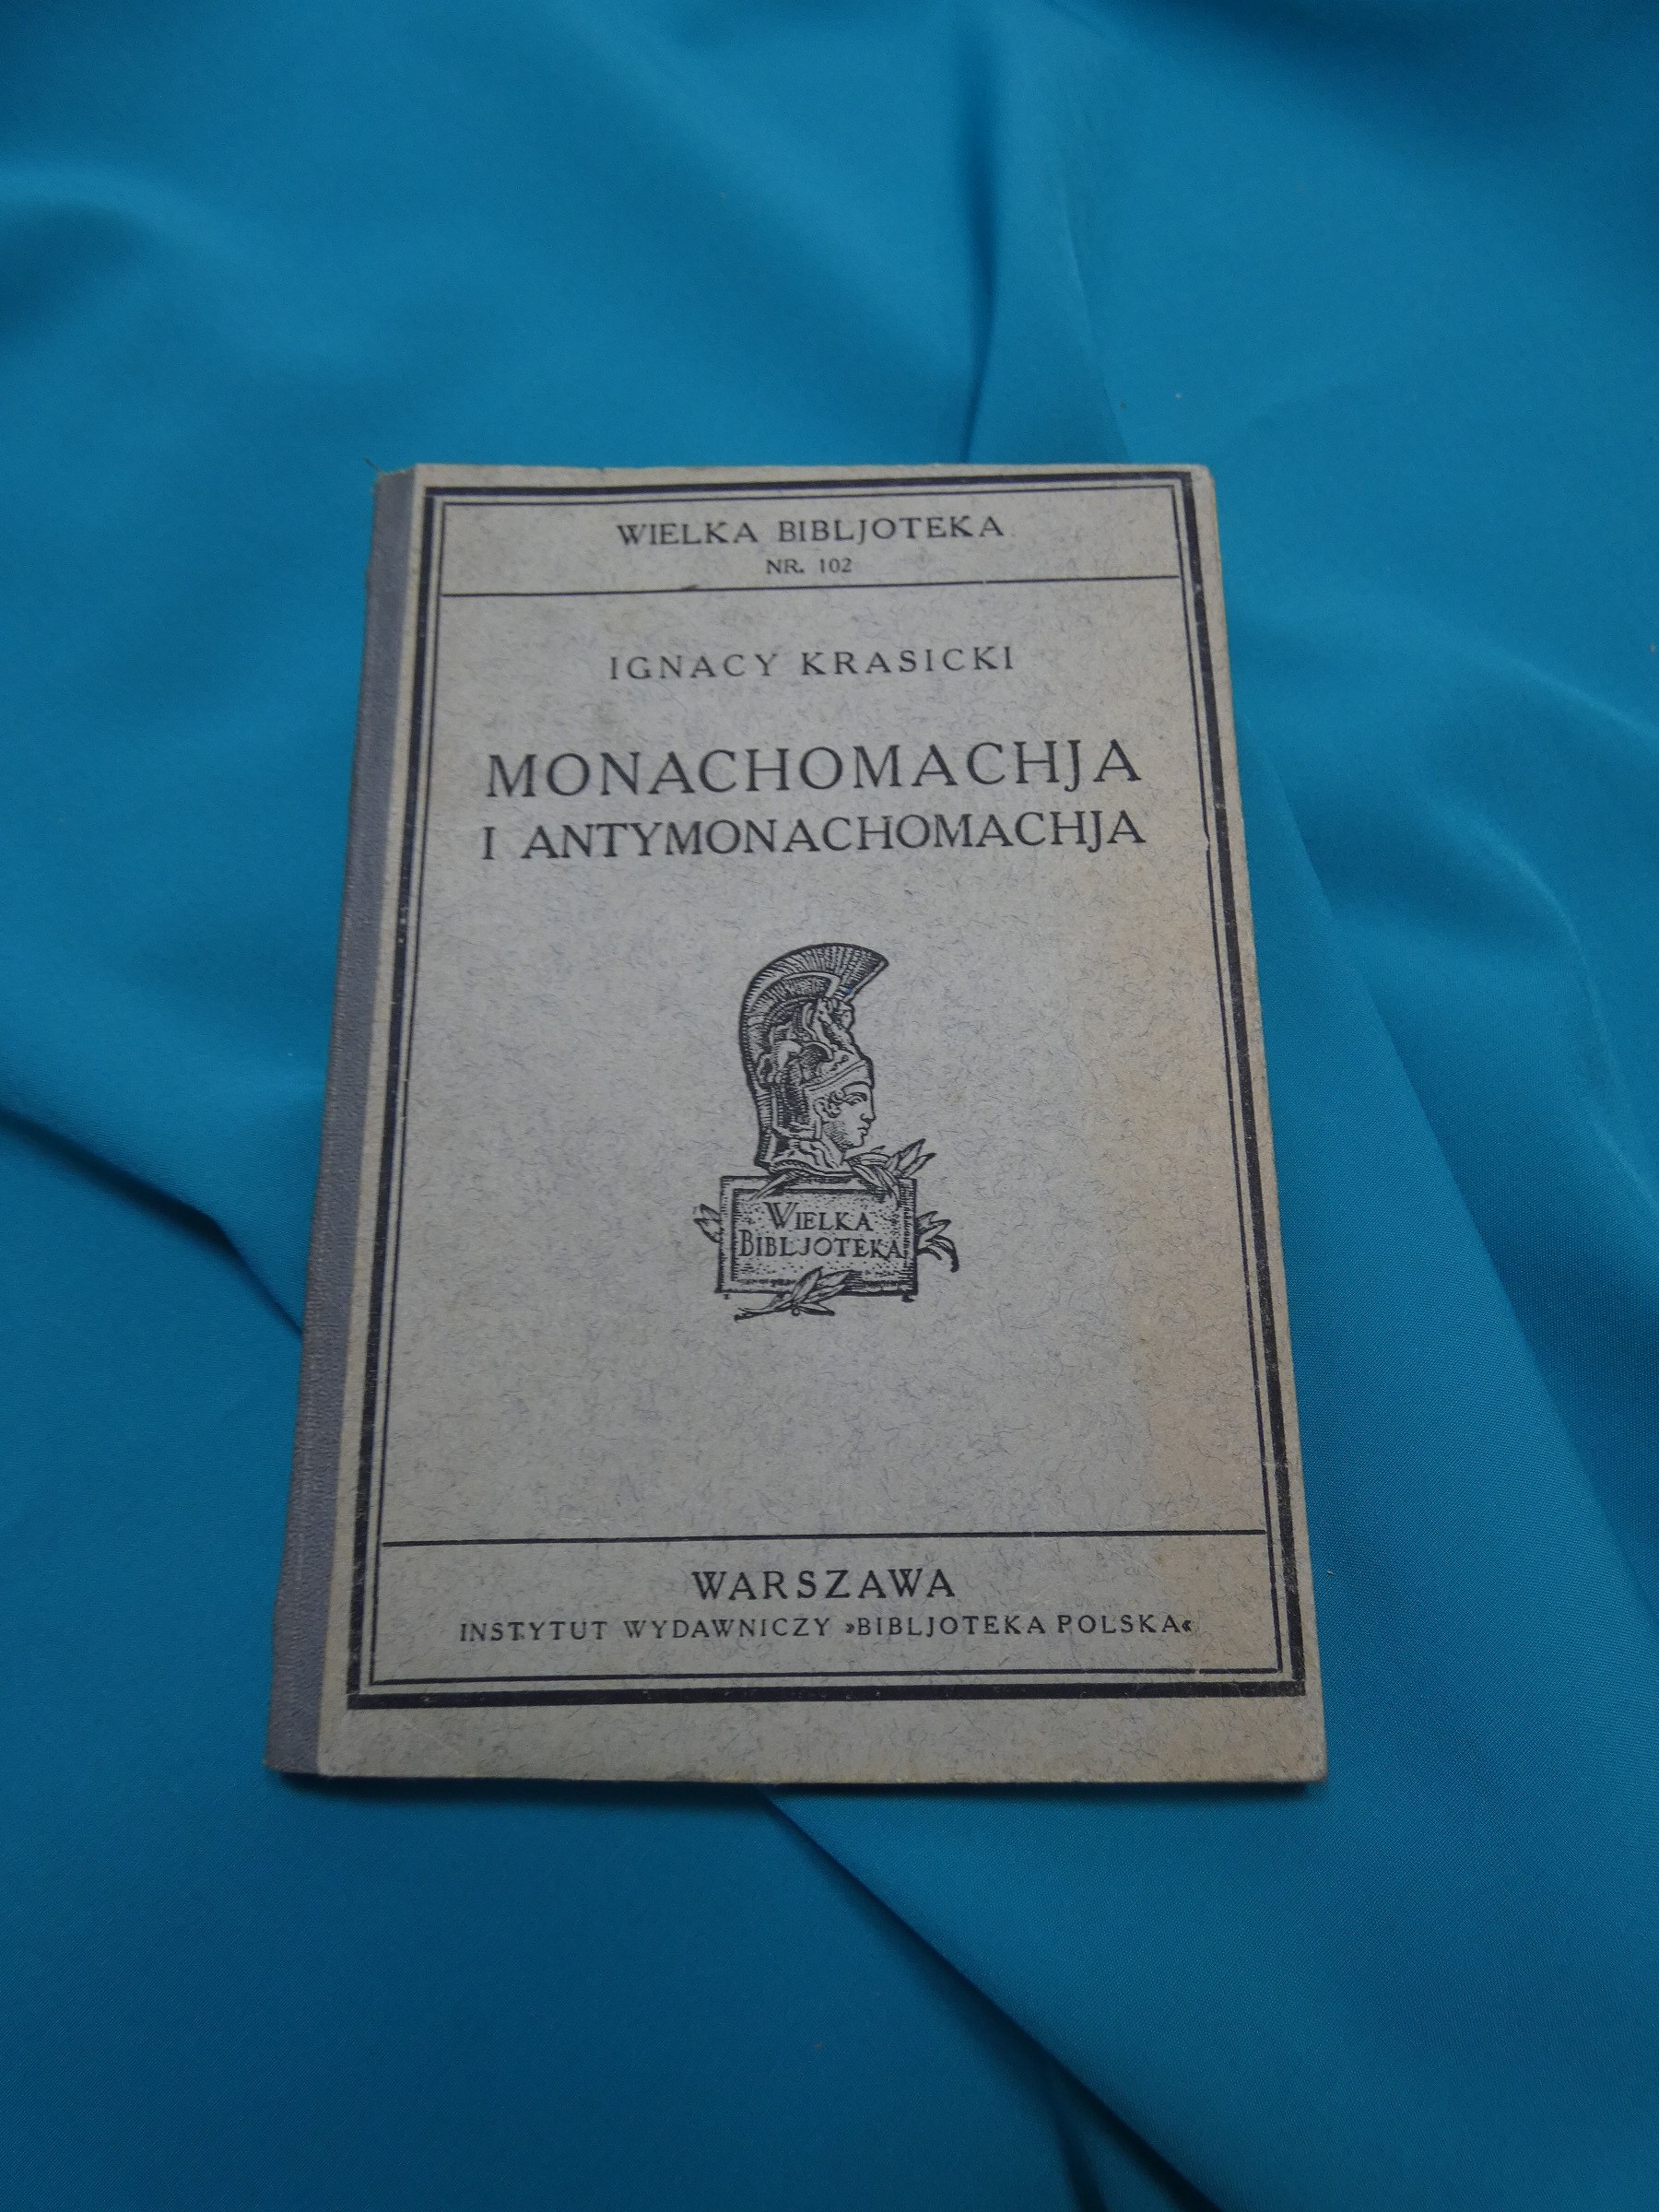 WIELKA BIBLJOTEKA
NR. 102
IGNACY KRASICKI
MONACHOMACHJA
I ANTYMONACHOMACHJA
WIELKA
BIBLJOTEKA
WARSZAWA
INSTYTUT WYDAWNICZY »BIBLJOTEKA POLSKA«